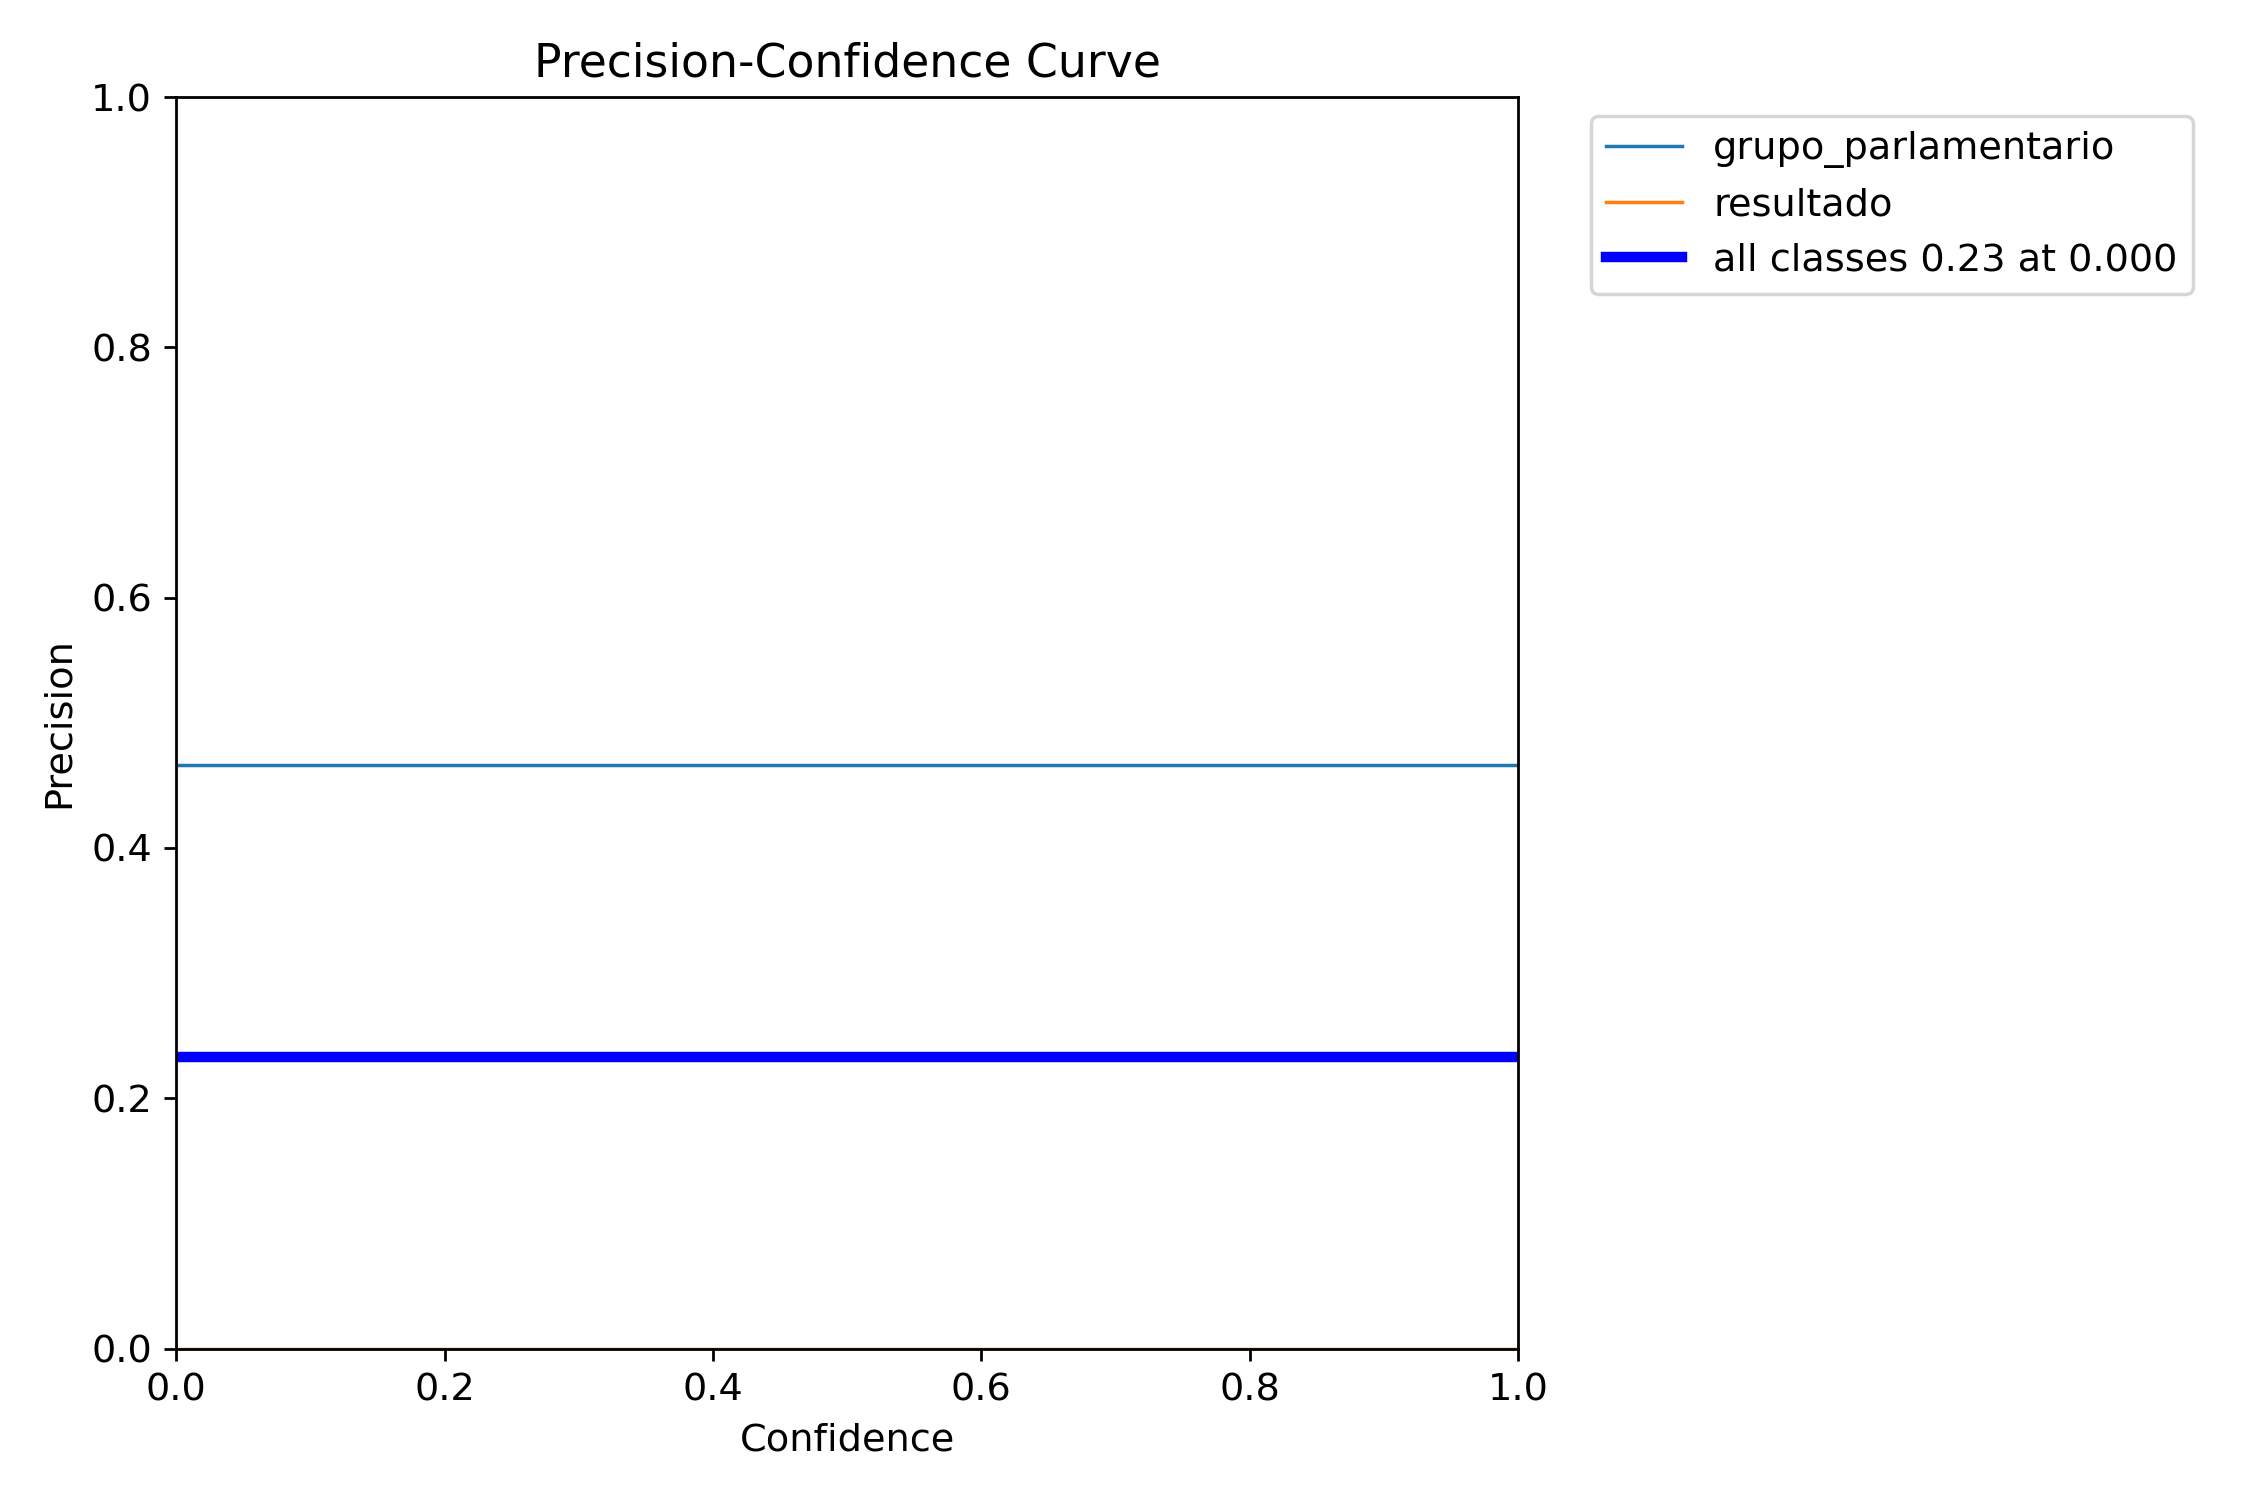 Precision-Confidence Curve
1.0
0.8
0.6
0.4
0.2
0.0
Precision
0.0 0.2 0.4 0.6 0.8 1.0
Confidence
grupo_parlamentario
resultado
all classes 0.23 at 0.000